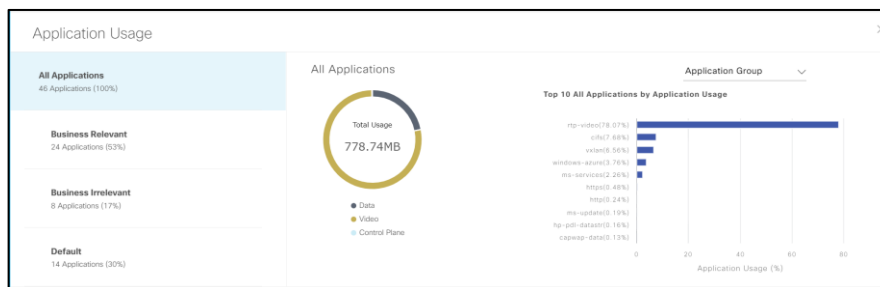 Application Usage
All Applications
46 Applications (100%)
Business Relevant
24 Applications (53%)
Business Irrelevant
8 Applications (17%)
Default
14 Applications (30%)
All Applications
Total Usage
778.74MB
Data
Video
Control Plane
Application Group
Top 10 All Applications by Application Usage
rtp-video(78.07%)
cifs(7.68%)
vxlan(6.56%)
windows-azure(3.76%)
ms-services(2.26%)
https(0.48%)
http(0.24%)
ms-update(0.19%)
hp-pdl-datastr(0.16%)
capwap-data(0.13%)
0 20 40 60 80
Application Usage (%)